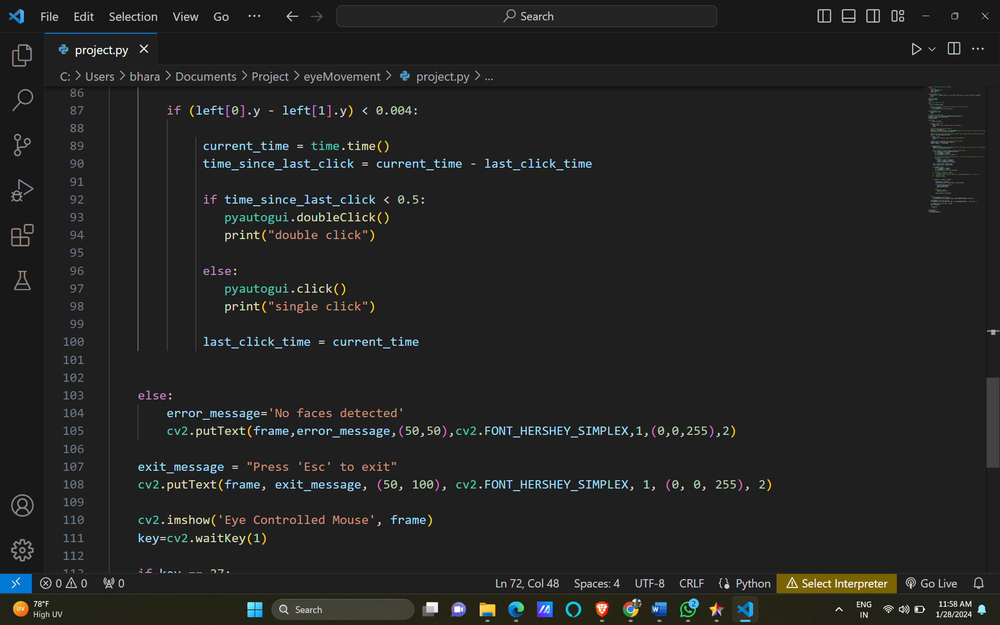 File Edit Selection View Go ··· Search
project.py
C: > Users > bhara > Documents > Project > eyeMovement > project.py > ...
86
87 if (left[0].y - left[1].y) < 0.004:
88
89 current_time = time.time()
90 time_since_last_click = current_time - last_click_time
91
92 if time_since_last_click < 0.5:
93 pyautogui.doubleClick()
94 print("double click")
95
96 else:
97 pyautogui.click()
98 print("single click")
99
100 last_click_time = current_time
101
102
103 else:
104 error_message='No faces detected'
105 cv2.putText(frame,error_message,(50,50),cv2.FONT_HERSHEY_SIMPLEX,1,(0,0,255),2)
106
107 exit_message = "Press 'Esc' to exit"
108 cv2.putText(frame, exit_message, (50, 100), cv2.FONT_HERSHEY_SIMPLEX, 1, (0, 0, 255), 2)
109
110 cv2.imshow('Eye Controlled Mouse', frame)
111 key=cv2.waitKey(1)
112
113 if key == 27:
0 0 0 Ln 72, Col 48 Spaces: 4 UTF-8 CRLF Python Select Interpreter Go Live
UV 78°F Search 2 ENG 11:58 AM
High UV IN 1/28/2024